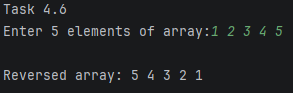 Task 4.6
Enter 5 elements of array:1 2 3 4 5
Reversed array: 5 4 3 2 1